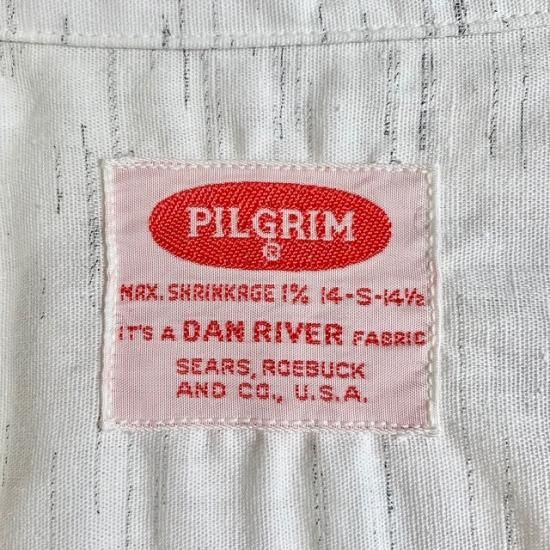 PILGRIM
®
MAX. SHRINKAGE 1% 14-S-14½
IT'S A DAN RIVER FABRIC
SEARS, ROEBUCK
AND CO., U.S.A.